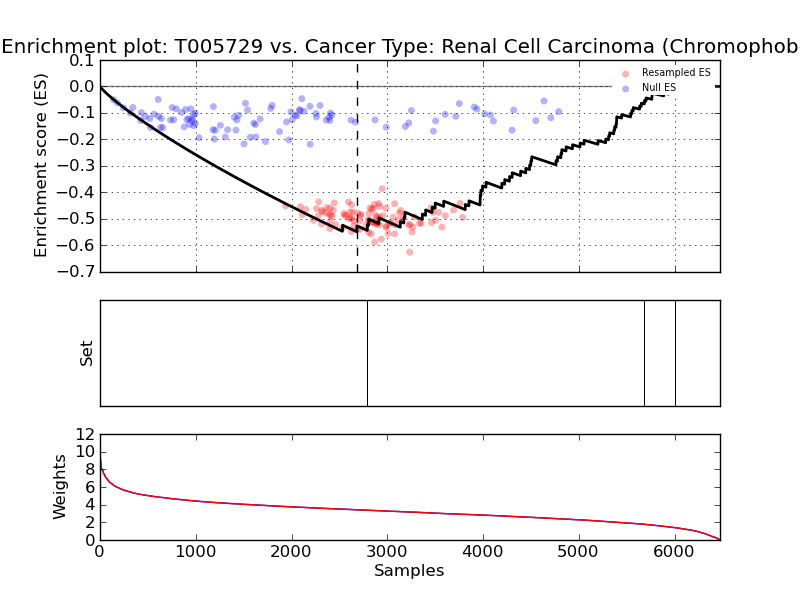 Enrichment plot: T005729 vs. Cancer Type: Renal Cell Carcinoma (Chromophob
0.1
0.0
−0.1
−0.2
−0.3
−0.4
−0.5
−0.6
−0.7
Enrichment score (ES)
Resampled ES
Null ES
Set
12
10
8
6
4
2
0
Weights
0 1000 2000 3000 4000 5000 6000
Samples